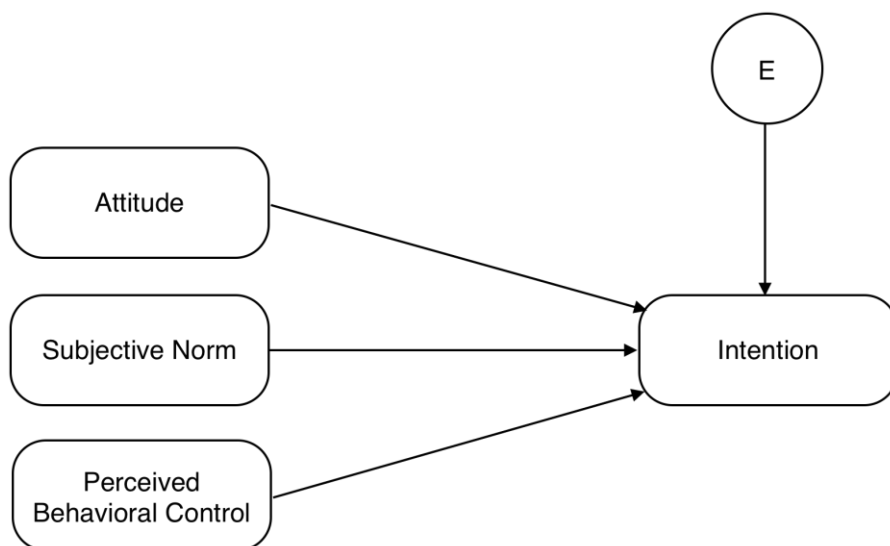 E
Attitude
Subjective Norm
Intention
Perceived
Behavioral Control